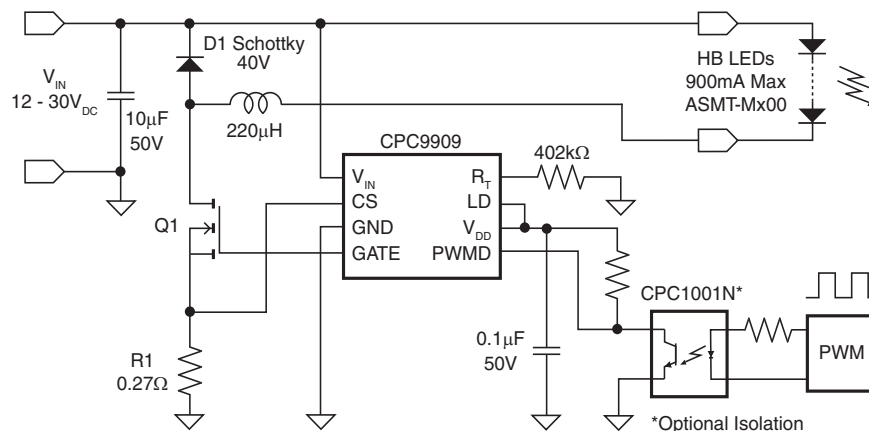 D1 Schottky
40V
V_IN
12 - 30V_DC
10µF
50V
220µH
HB LEDs
900mA Max
ASMT-Mx00
CPC9909
402kΩ
V_IN
R_T
CS
LD
GND
V_DD
GATE
PWMD
Q1
CPC1001N*
0.1µF
50V
PWM
R1
0.27Ω
*Optional Isolation